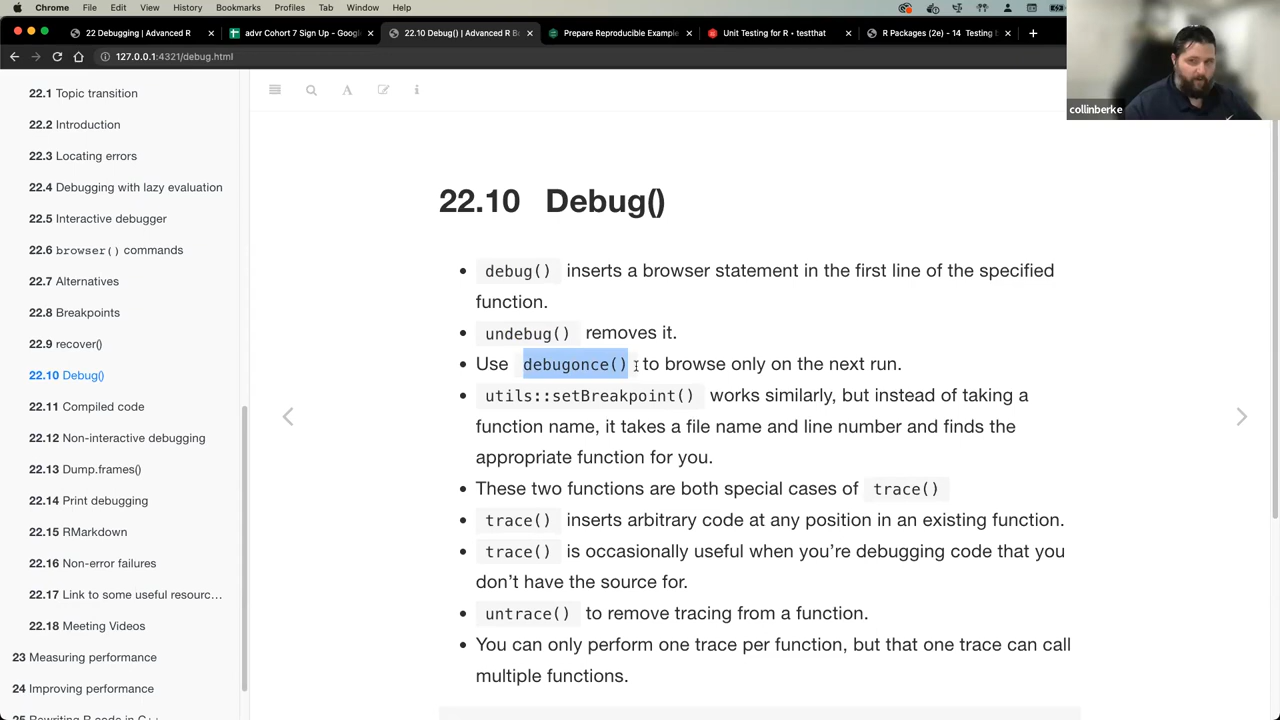 Chrome File Edit View History Bookmarks Profiles Tab Window Help
22 Debugging | Advanced R
advr Cohort 7 Sign Up - Googl
22.10 Debug() | Advanced R Bo
Prepare Reproducible Example
Unit Testing for R • testthat
R Packages (2e) - 14 Testing b
127.0.0.1:4321/debug.html
collinberke
22.1 Topic transition
22.2 Introduction
22.3 Locating errors
22.4 Debugging with lazy evaluation
22.5 Interactive debugger
22.6 browser() commands
22.7 Alternatives
22.8 Breakpoints
22.9 recover()
22.10 Debug()
22.11 Compiled code
22.12 Non-interactive debugging
22.13 Dump.frames()
22.14 Print debugging
22.15 RMarkdown
22.16 Non-error failures
22.17 Link to some useful resourc…
22.18 Meeting Videos
23 Measuring performance
24 Improving performance
25 Rewriting R code in C++
22.10 Debug()
• debug() inserts a browser statement in the first line of the specified
function.
• undebug() removes it.
• Use debugonce() to browse only on the next run.
• utils::setBreakpoint() works similarly, but instead of taking a
function name, it takes a file name and line number and finds the
appropriate function for you.
• These two functions are both special cases of trace()
• trace() inserts arbitrary code at any position in an existing function.
• trace() is occasionally useful when you’re debugging code that you
don’t have the source for.
• untrace() to remove tracing from a function.
• You can only perform one trace per function, but that one trace can call
multiple functions.